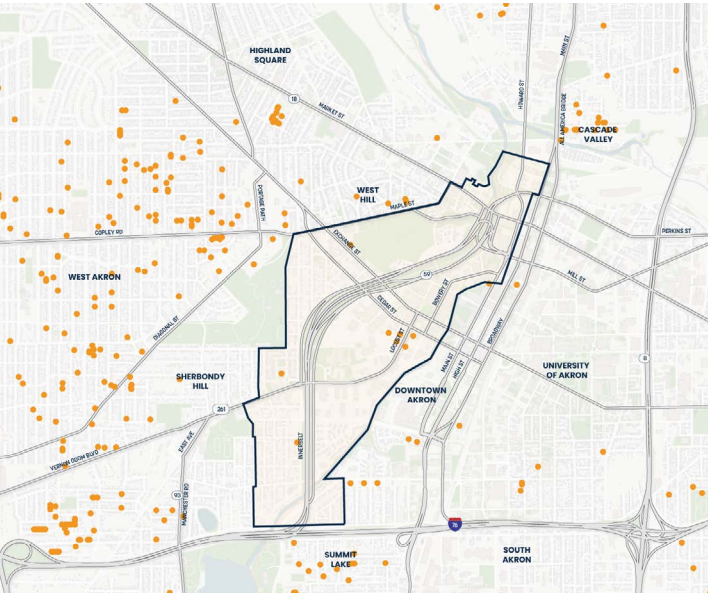 HIGHLAND
SQUARE
MAIN ST
HOWARD ST
18
MARKET ST
ALL AMERICA BRIDGE
CASCADE
VALLEY
WEST
HILL
MAPLE ST
PORTAGE PATH
COPLEY RD
EXCHANGE ST
PERKINS ST
WEST AKRON
59
MILL ST
BOWERY ST
CEDAR ST
DIAGONAL ST
LOCUST ST
BROADWAY
MAIN ST
HIGH ST
8
UNIVERSITY
OF AKRON
SHERBONDY
HILL
DOWNTOWN
AKRON
261
EAST AVE
INNERBELT
VERNON ODOM BLVD
93
MANCHESTER RD
76
SUMMIT
LAKE
SOUTH
AKRON